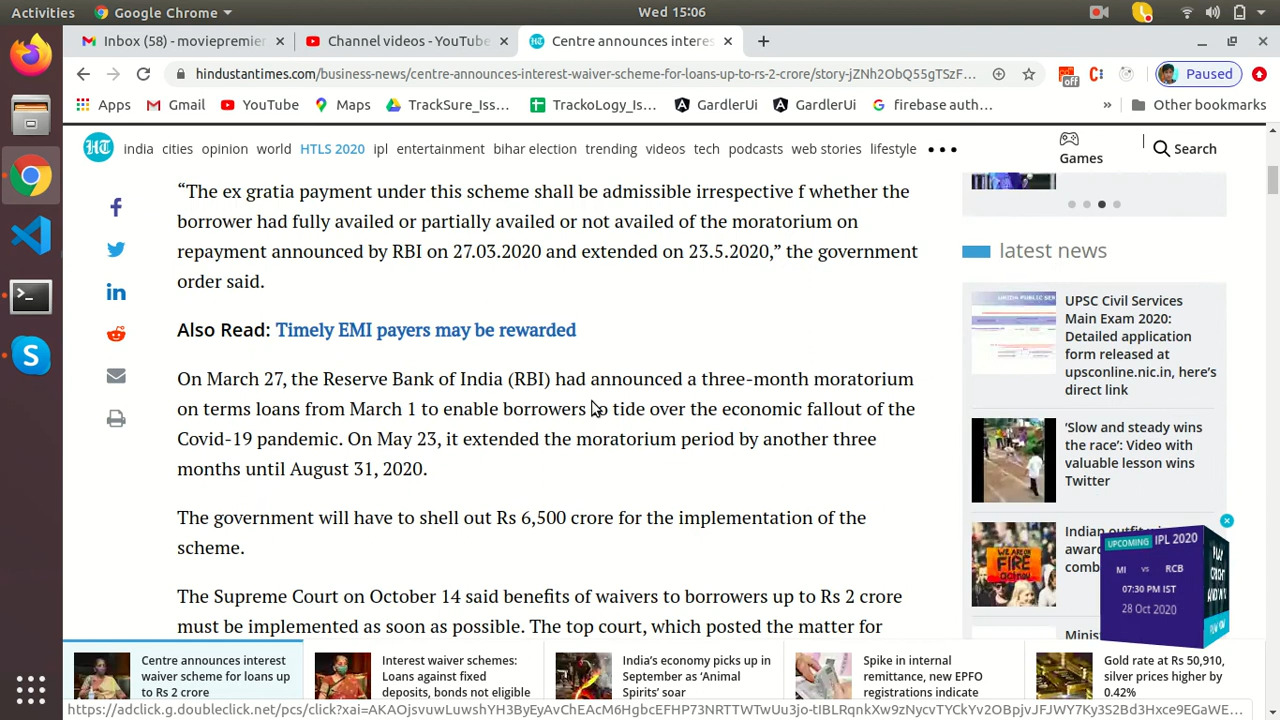 Activities
Google Chrome
Wed 15:06
Inbox (58) - moviepremier
Channel videos - YouTube
Centre announces interes
hindustantimes.com/business-news/centre-announces-interest-waiver-scheme-for-loans-up-to-rs-2-crore/story-jZNh2ObQ55gTSzF...
off
Paused
Apps
Gmail
YouTube
Maps
TrackSure_Iss...
TrackoLogy_Is...
GardlerUi
GardlerUi
firebase auth...
»
Other bookmarks
HT
india
cities
opinion
world
HTLS 2020
ipl
entertainment
bihar election
trending
videos
tech
podcasts
web stories
lifestyle
Games
Search
“The ex gratia payment under this scheme shall be admissible irrespective f whether the
borrower had fully availed or partially availed or not availed of the moratorium on
repayment announced by RBI on 27.03.2020 and extended on 23.5.2020,” the government
order said.
Also Read: Timely EMI payers may be rewarded
On March 27, the Reserve Bank of India (RBI) had announced a three-month moratorium
on terms loans from March 1 to enable borrowers to tide over the economic fallout of the
Covid-19 pandemic. On May 23, it extended the moratorium period by another three
months until August 31, 2020.
The government will have to shell out Rs 6,500 crore for the implementation of the
scheme.
The Supreme Court on October 14 said benefits of waivers to borrowers up to Rs 2 crore
must be implemented as soon as possible. The top court, which posted the matter for
latest news
UPSC Civil Services
Main Exam 2020:
Detailed application
form released at
upsconline.nic.in, here’s
direct link
‘Slow and steady wins
the race’: Video with
valuable lesson wins
Twitter
WE ARE ON
FIRE
Indian outfit
awar
comb
UPCOMING IPL 2020
MI vs RCB
07:30 PM IST
28 Oct 2020
Minist
Centre announces interest
waiver scheme for loans up
to Rs 2 crore
Interest waiver schemes:
Loans against fixed
deposits, bonds not eligible
India’s economy picks up in
September as ‘Animal
Spirits’ soar
Spike in internal
remittance, new EPFO
registrations indicate
Gold rate at Rs 50,910,
silver prices higher by
0.42%